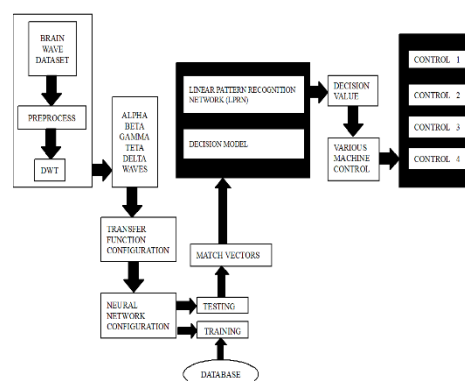 BRAIN
WAVE
DATASET
PREPROCESS
DWT
ALPHA
BETA
GAMMA
TETA
DELTA
WAVES
TRANSFER
FUNCTION
CONFIGURATION
NEURAL
NETWORK
CONFIGURATION
TESTING
TRAINING
DATABASE
MATCH VECTORS
LINEAR PATTERN RECOGNTION
NETWORK (LPRN)
DECISION MODEL
DECISION
VALUE
VARIOUS
MACHINE
CONTROL
CONTROL 1
CONTROL 2
CONTROL 3
CONTROL 4